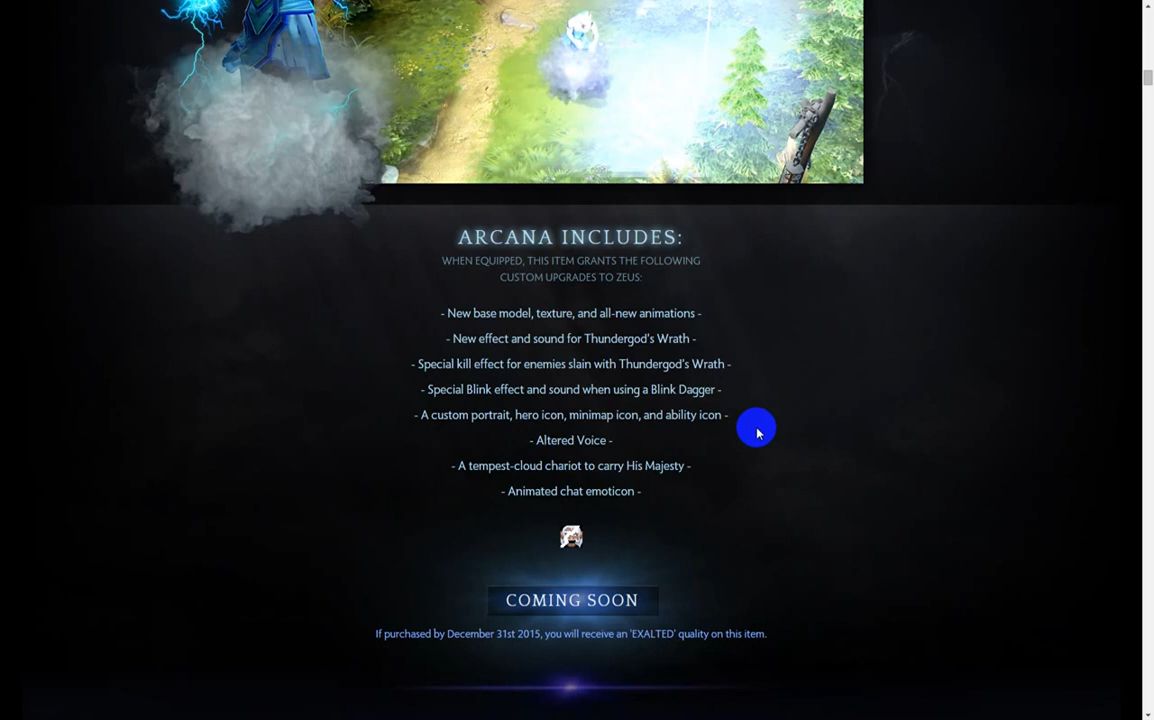 ARCANA INCLUDES:
WHEN EQUIPPED, THIS ITEM GRANTS THE FOLLOWING
CUSTOM UPGRADES TO ZEUS:
- New base model, texture, and all-new animations -
- New effect and sound for Thundergod's Wrath -
- Special kill effect for enemies slain with Thundergod's Wrath -
- Special Blink effect and sound when using a Blink Dagger -
- A custom portrait, hero icon, minimap icon, and ability icon -
- Altered Voice -
- A tempest-cloud chariot to carry His Majesty -
- Animated chat emoticon -
COMING SOON
If purchased by December 31st 2015, you will receive an 'EXALTED' quality on this item.